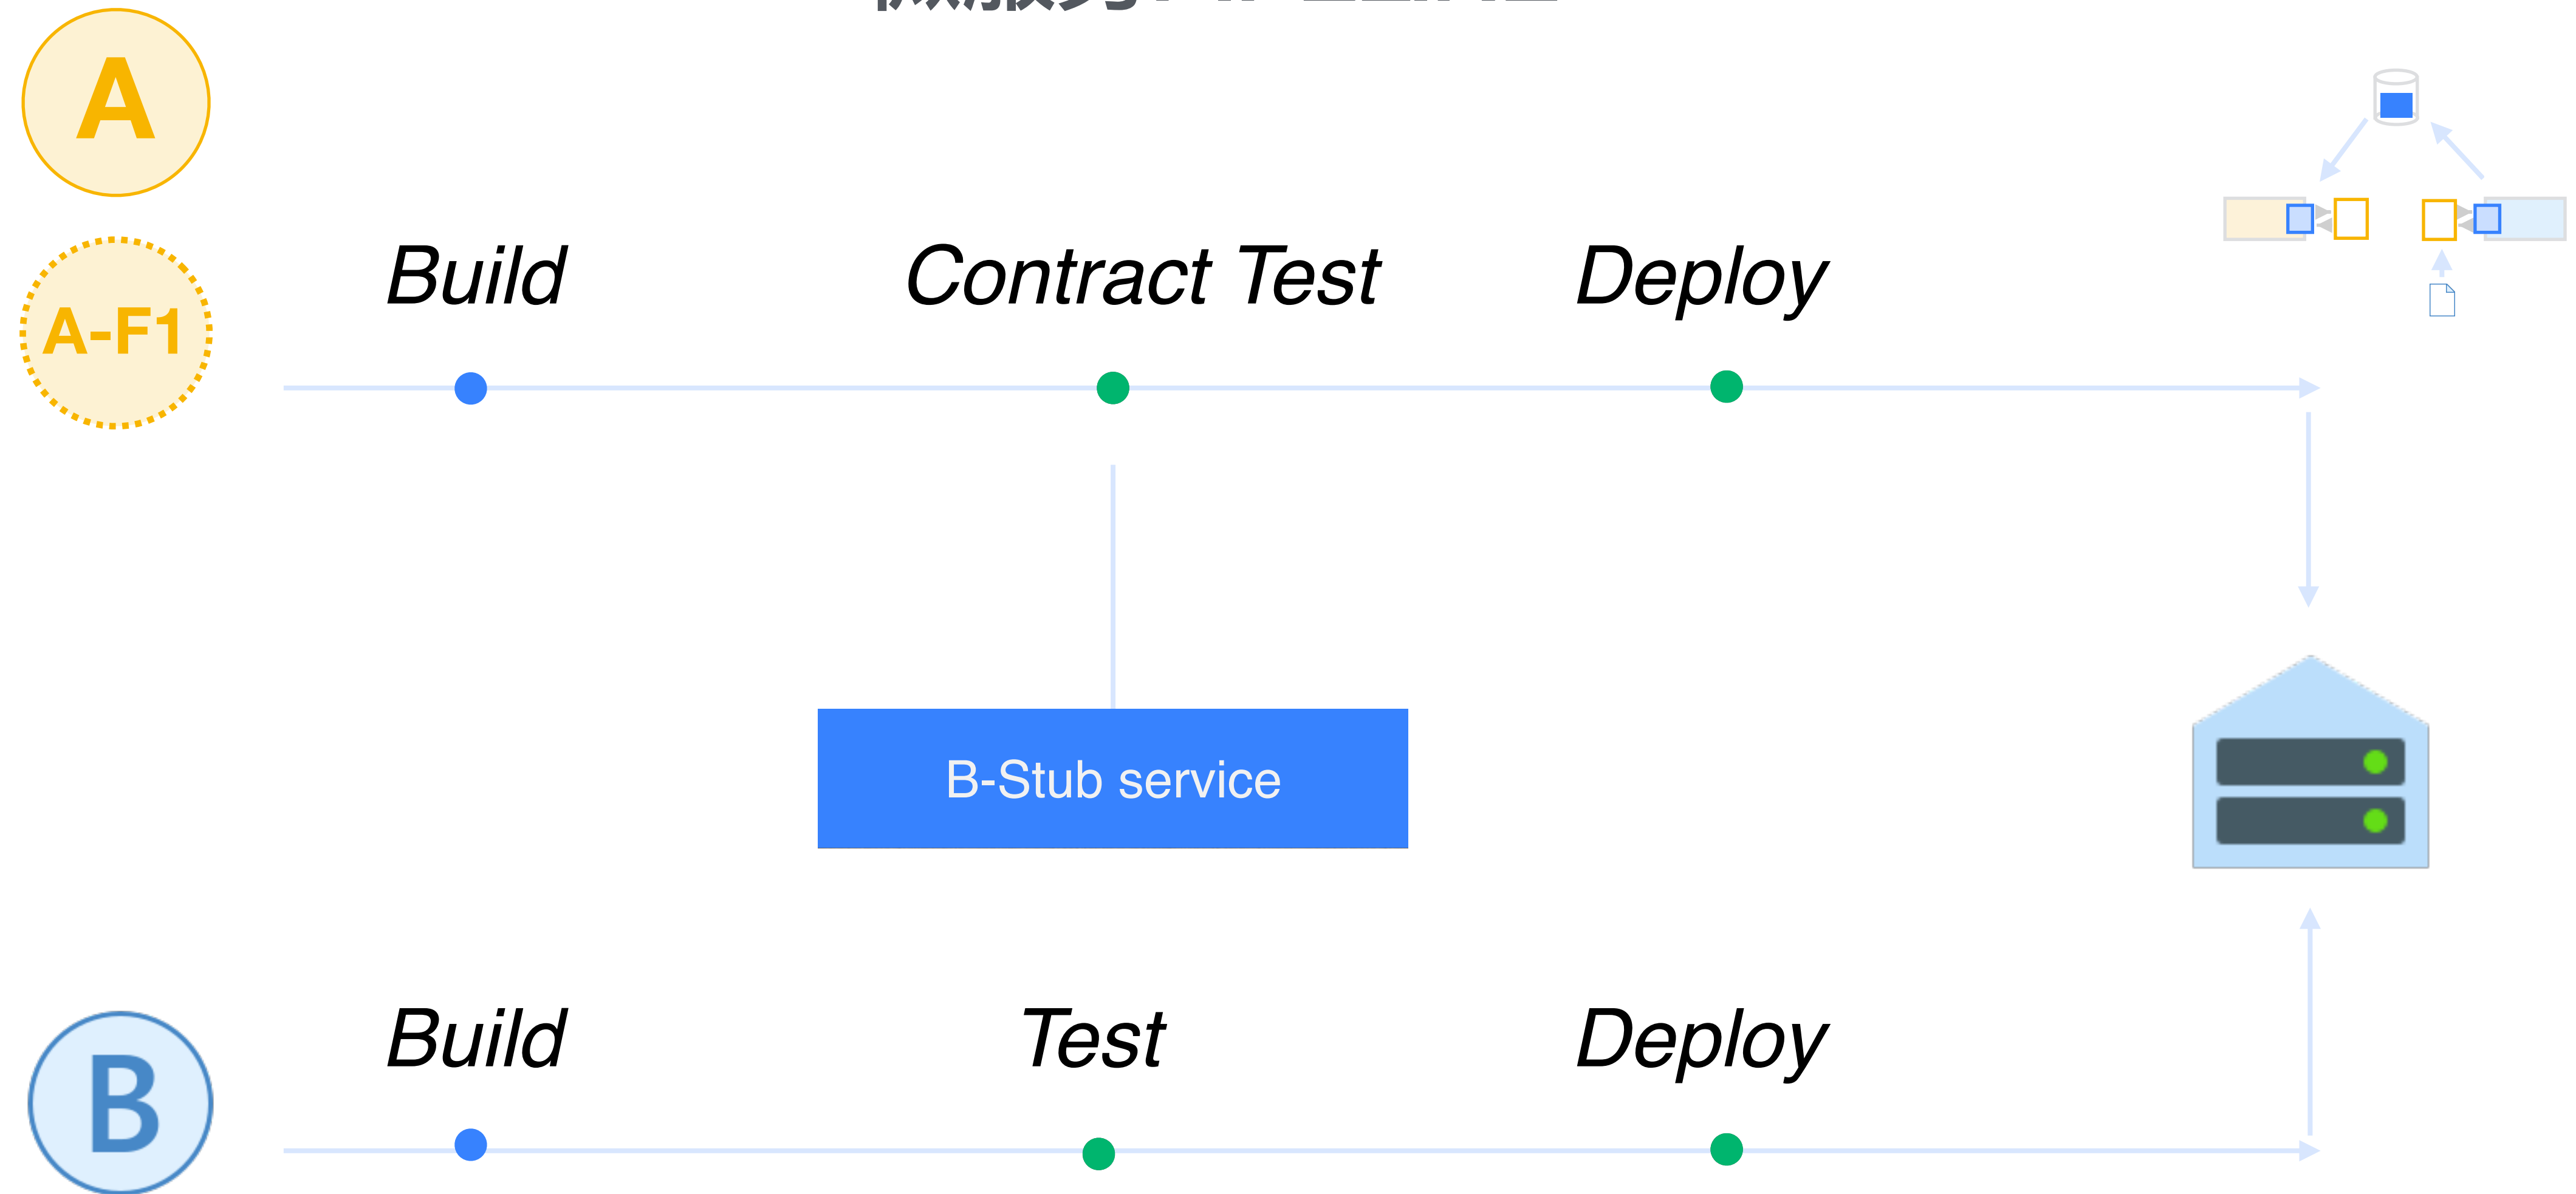 A
A-F1
Build
Contract Test
Deploy
B-Stub service
B
Build
Test
Deploy